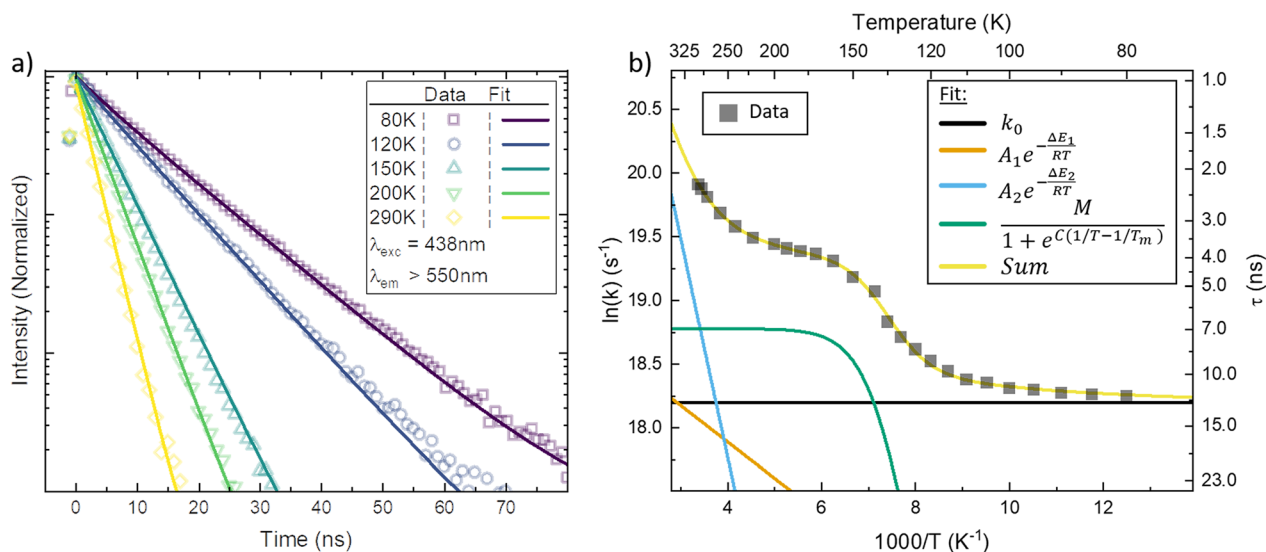 a)
Intensity (Normalized)
Data Fit
80K
120K
150K
200K
290K
λexc = 438nm
λem > 550nm
0 10 20 30 40 50 60 70
Time (ns)
b)
Temperature (K)
325 250 200 150 120 100 80
Data
Fit:
k₀
A₁e^-ΔE₁/RT
A₂e^-ΔE₂/RT
M
1 + e^C(1/T−1/Tₘ)
Sum
ln(k) (s⁻¹)
20.5
20.0
19.5
19.0
18.5
18.0
1.0
1.5
2.0
3.0
4.0
5.0
7.0
10.0
15.0
23.0
τ (ns)
4 6 8 10 12
1000/T (K⁻¹)